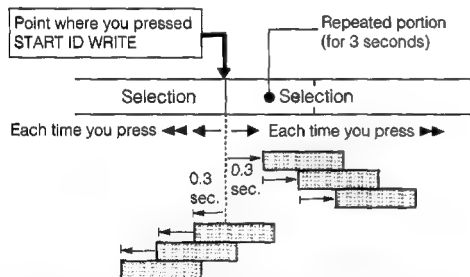 Point where you pressed
START ID WRITE
Repeated portion
(for 3 seconds)
Selection
Selection
Each time you press ◀◀
Each time you press ▶▶
0.3
sec.
0.3
sec.